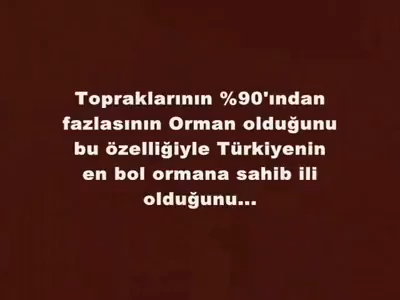 Topraklarının %90'ından
fazlasının Orman olduğunu
bu özelliğiyle Türkiyenin
en bol ormana sahib ili
olduğunu...